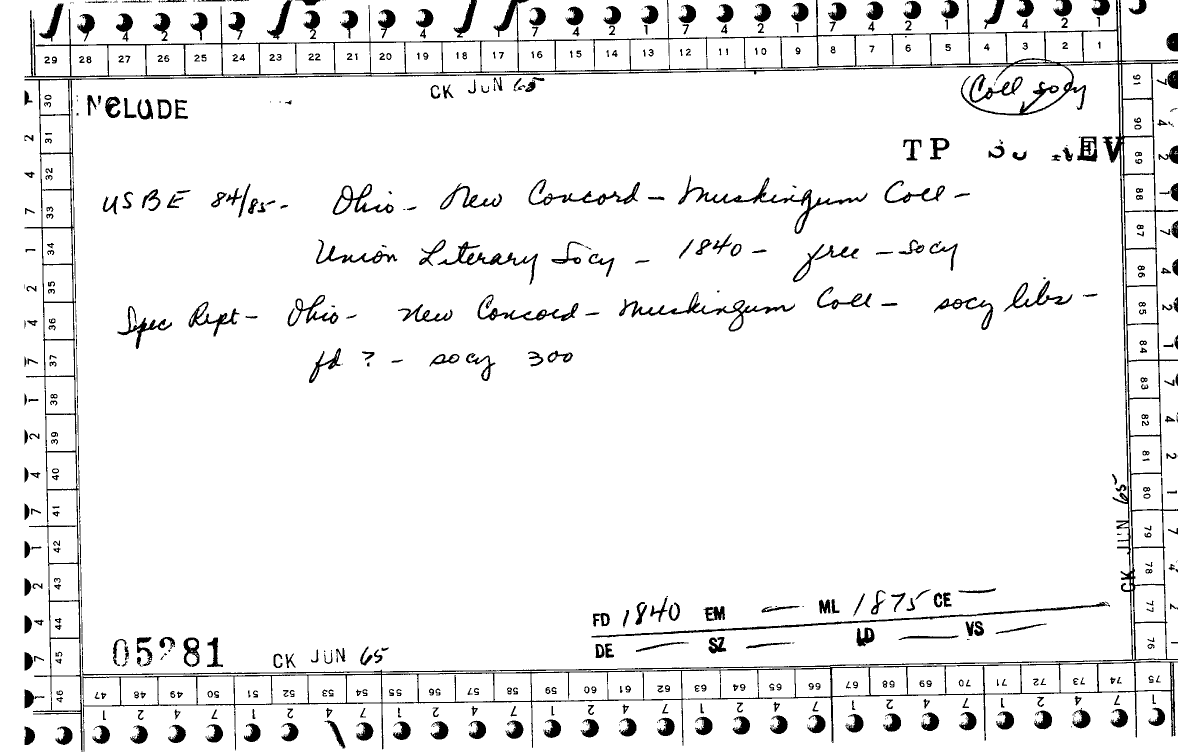 29 28 27 26 25 24 23 22 21 20 19 18 17 16 15 14 13 12 11 10 9 8 7 6 5 4 3 2 1
CK JUN 65
Coll socy
TP REV
USBE 84/85- Ohio- New Concord- Muskingum Coll-
Union Literary Socy - 1840- free - socy
Spec Rept- Ohio- New Concord- Muskingum Coll- socy libs-
fd ? - socy 300
CK JUN 65
FD 1840 EM — ML 1875 CE —
DE — SZ — LD — VS —
CK JUN 65
30 31 32 33 34 35 36 37 38 39 40 41 42 43 44 45 46
91 90 89 88 87 86 85 84 83 82 81 80 79 78 77 76
47 48 49 50 51 52 53 54 55 56 57 58 59 60 61 62 63 64 65 66 67 68 69 70 71 72 73 74 75